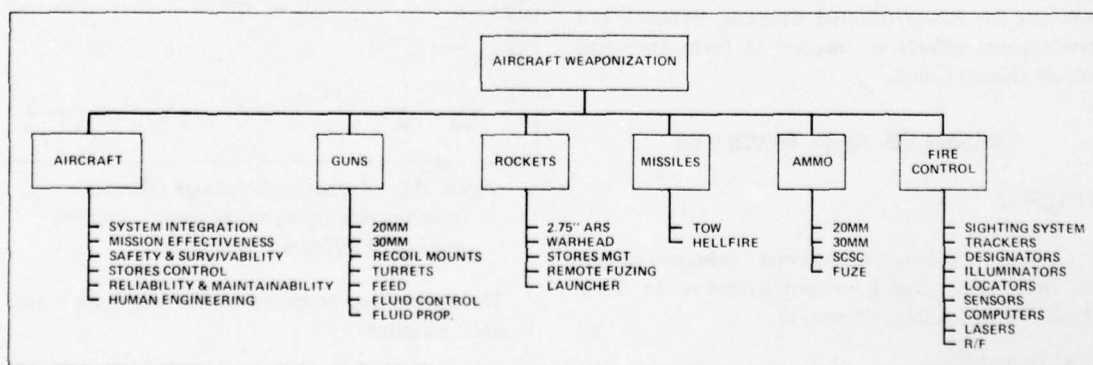 AIRCRAFT WEAPONIZATION
AIRCRAFT
SYSTEM INTEGRATION
MISSION EFFECTIVENESS
SAFETY & SURVIVABILITY
STORES CONTROL
RELIABILITY & MAINTAINABILITY
HUMAN ENGINEERING
GUNS
20MM
30MM
RECOIL MOUNTS
TURRETS
FEED
FLUID CONTROL
FLUID PROP.
ROCKETS
2.75" ARS
WARHEAD
STORES MGT
REMOTE FUZING
LAUNCHER
MISSILES
TOW
HELLFIRE
AMMO
20MM
30MM
SCSC
FUZE
FIRE
CONTROL
SIGHTING SYSTEM
TRACKERS
DESIGNATORS
ILLUMINATORS
LOCATORS
SENSORS
COMPUTERS
LASERS
R/F